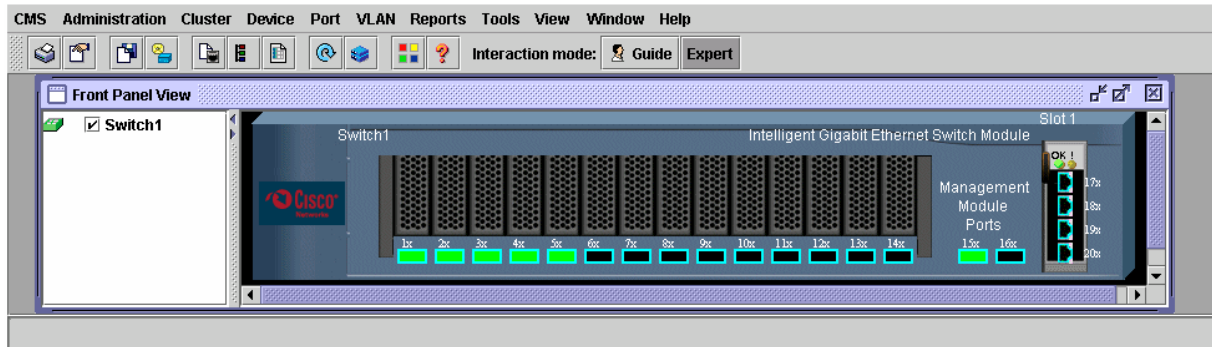 CMS Administration Cluster Device Port VLAN Reports Tools View Window Help
Interaction mode: Guide Expert
Front Panel View
Switch1
Slot 1
Switch1 Intelligent Gigabit Ethernet Switch Module
OK !
CISCO
Networks
Management
Module
Ports
1x 2x 3x 4x 5x 6x 7x 8x 9x 10x 11x 12x 13x 14x
15x 16x
17x
18x
19x
20x